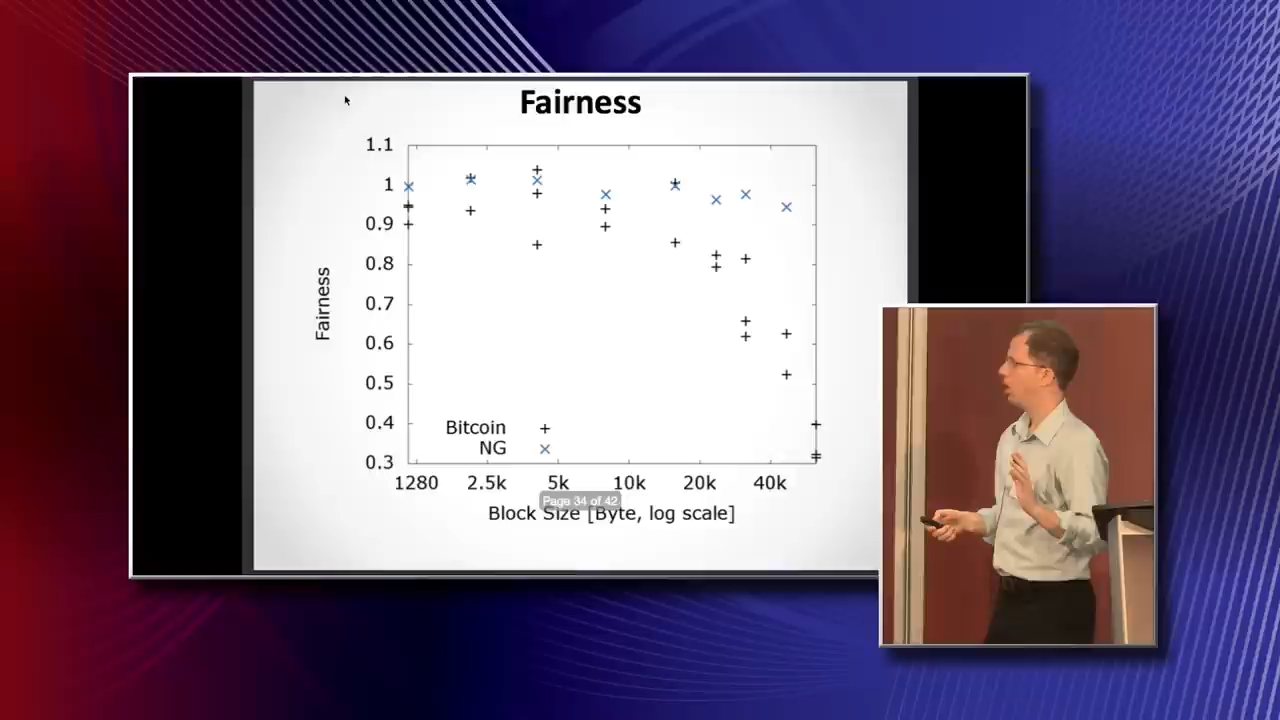 Fairness
1.1
1
0.9
0.8
0.7
0.6
0.5
0.4
0.3
Fairness
Bitcoin
NG
1280 2.5k 5k 10k 20k 40k
Page 34 of 42
Block Size [Byte, log scale]